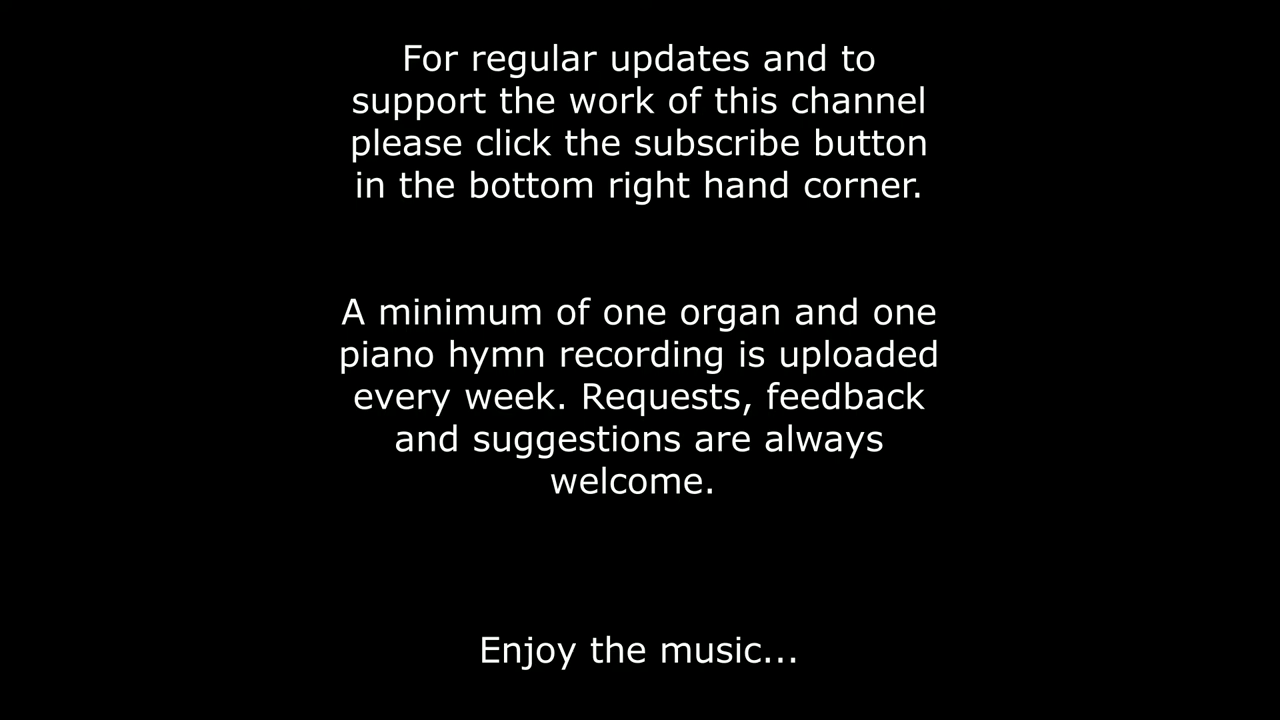 For regular updates and to
support the work of this channel
please click the subscribe button
in the bottom right hand corner.
A minimum of one organ and one
piano hymn recording is uploaded
every week. Requests, feedback
and suggestions are always
welcome.
Enjoy the music...